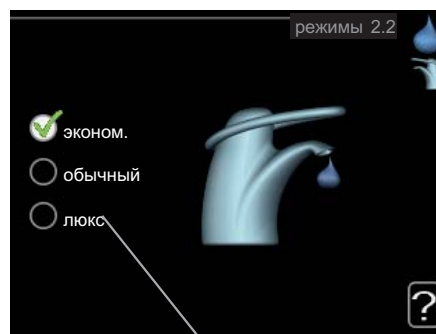 режимы 2.2
эконом.
обычный
люкс
?